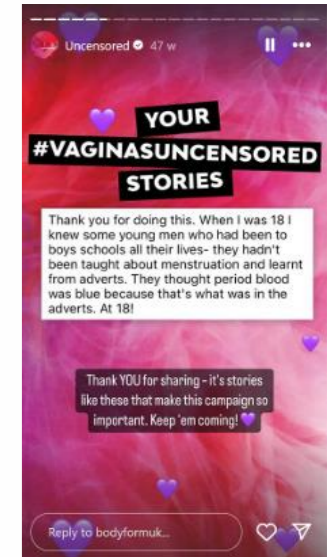 Uncensored 47 w
YOUR
#VAGINASUNCENSORED
STORIES
Thank you for doing this. When I was 18 I
knew some young men who had been to
boys schools all their lives- they hadn't
been taught about menstruation and learnt
from adverts. They thought period blood
was blue because that's what was in the
adverts. At 18!
Thank YOU for sharing - it's stories
like these that make this campaign so
important. Keep 'em coming! 💜
Reply to bodyformuk...